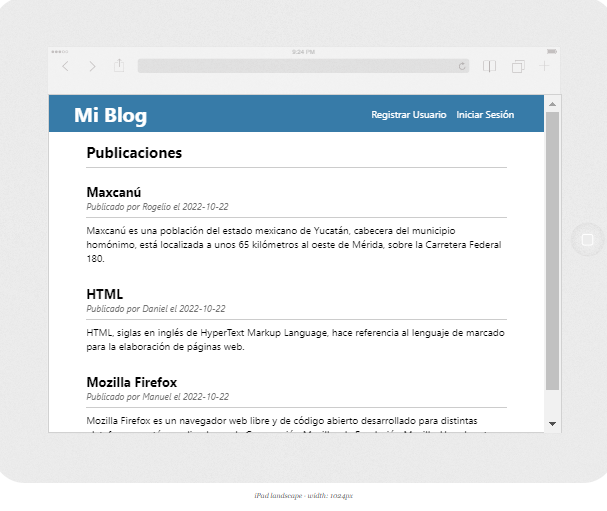 3:34 PM
Mi Blog
Registrar Usuario Iniciar Sesión
Publicaciones
Maxcanú
Publicado por Rogelio el 2022-10-22
Maxcanú es una población del estado mexicano de Yucatán, cabecera del municipio
homónimo, está localizada a unos 65 kilómetros al oeste de Mérida, sobre la Carretera Federal
180.
HTML
Publicado por Daniel el 2022-10-22
HTML, siglas en inglés de HyperText Markup Language, hace referencia al lenguaje de marcado
para la elaboración de páginas web.
Mozilla Firefox
Publicado por Manuel el 2022-10-22
Mozilla Firefox es un navegador web libre y de código abierto desarrollado para distintas
iPad landscape · width: 1024px